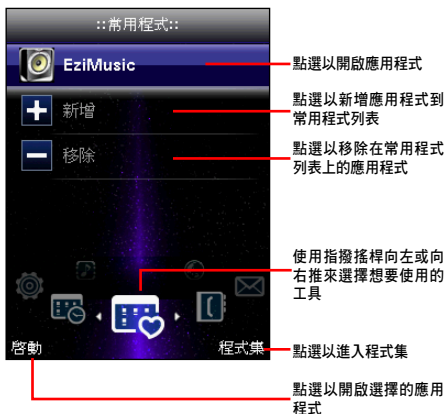 ::常用程式::
EziMusic
新增
移除
啓動
程式集
點選以開啟應用程式
點選以新增應用程式到
常用程式列表
點選以移除在常用程式
列表上的應用程式
使用指撥搖桿向左或向
右推來選擇想要使用的
工具
點選以進入程式集
點選以開啟選擇的應用
程式